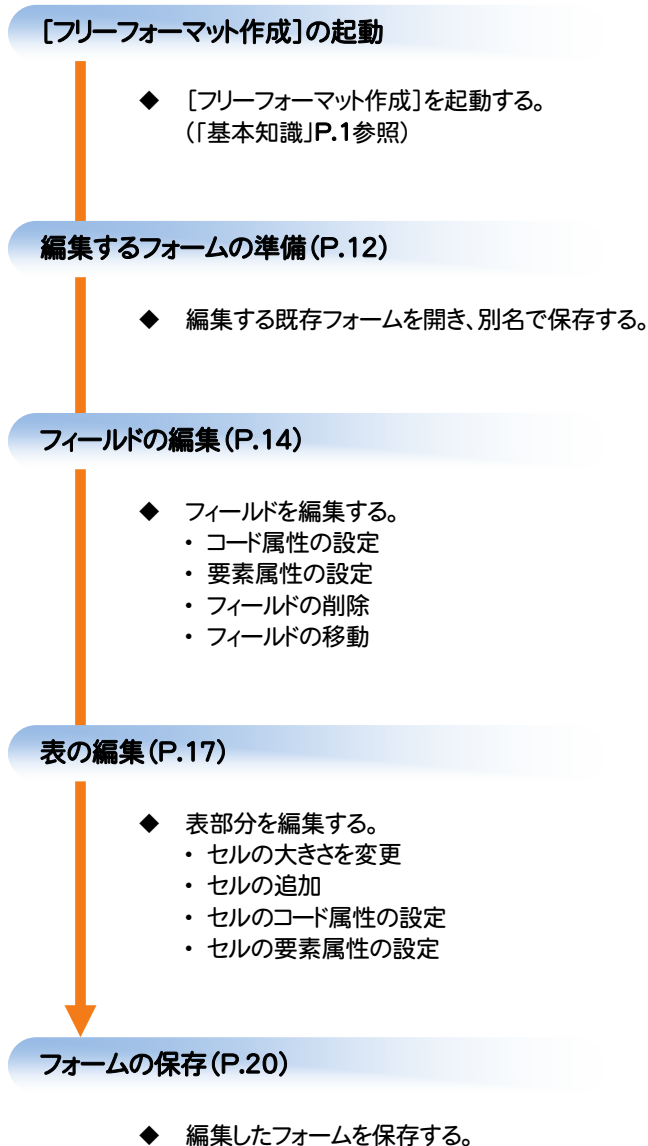 [フリーフォーマット作成]の起動
◆ [フリーフォーマット作成]を起動する。
(「基本知識」P.1参照)
編集するフォームの準備(P.12)
◆ 編集する既存フォームを開き、別名で保存する。
フィールドの編集(P.14)
◆ フィールドを編集する。
・ コード属性の設定
・ 要素属性の設定
・ フィールドの削除
・ フィールドの移動
表の編集(P.17)
◆ 表部分を編集する。
・ セルの大きさを変更
・ セルの追加
・ セルのコード属性の設定
・ セルの要素属性の設定
フォームの保存(P.20)
◆ 編集したフォームを保存する。